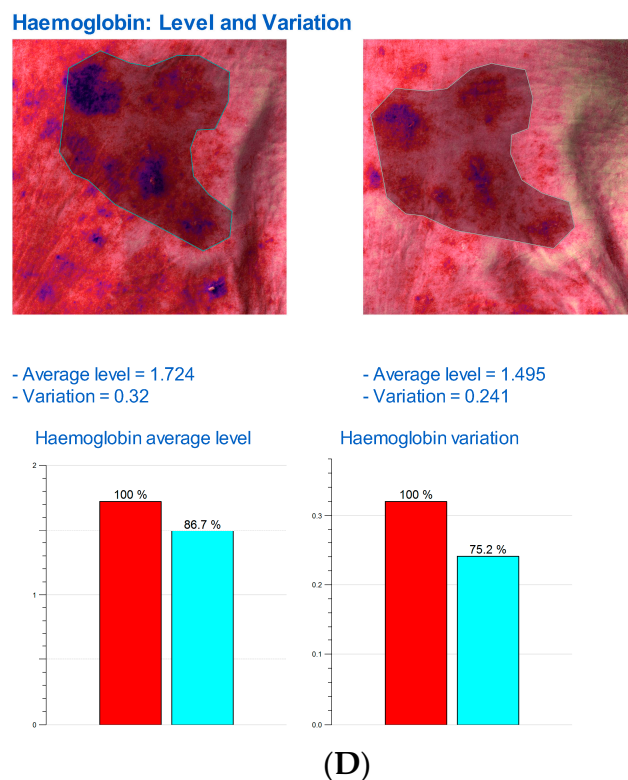 Haemoglobin: Level and Variation
- Average level = 1.724
- Variation = 0.32
- Average level = 1.495
- Variation = 0.241
Haemoglobin average level
2
100 %
86.7 %
1
0
Haemoglobin variation
100 %
0.3
75.2 %
0.2
0.1
0.0
(D)